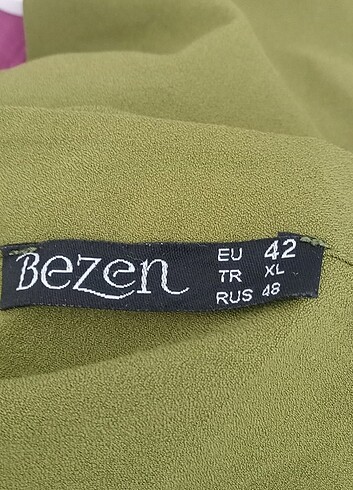 Bezen
EU 42
TR XL
RUS 48